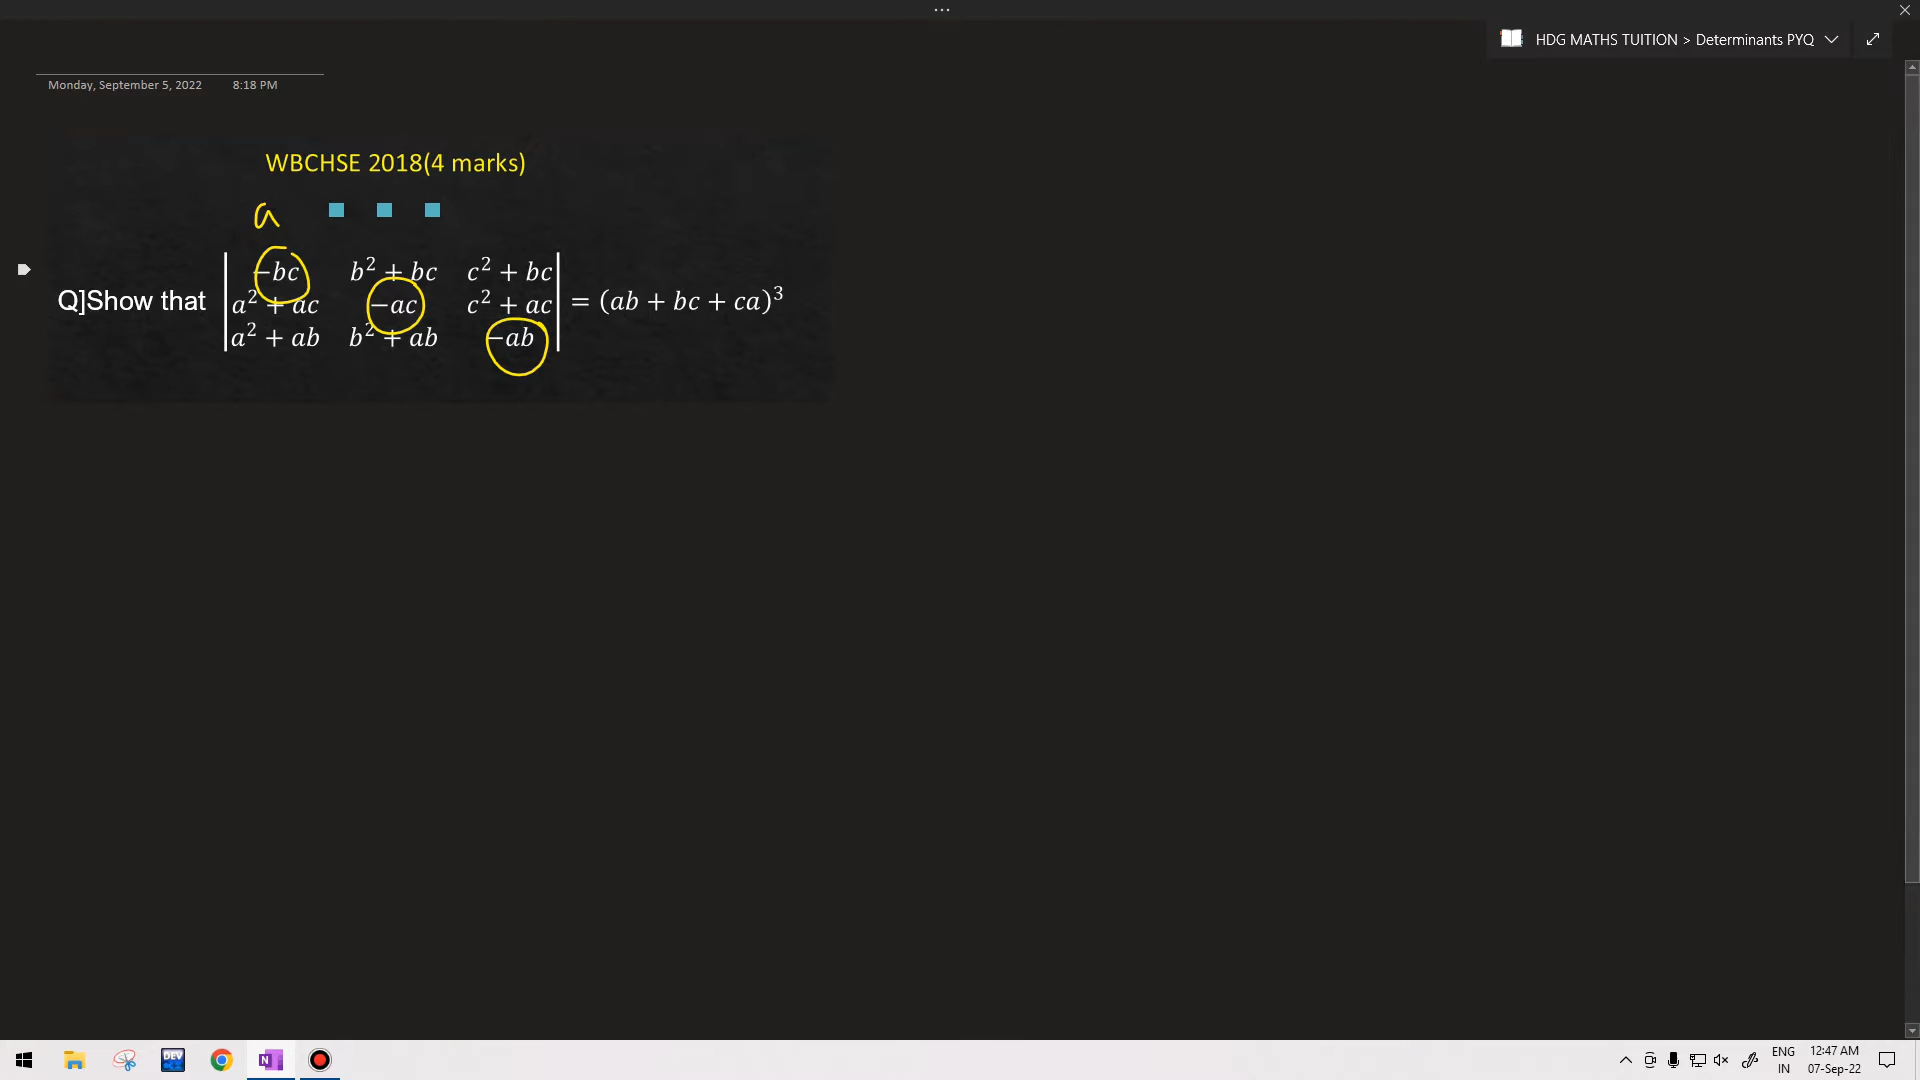 HDG MATHS TUITION > Determinants PYQ
Monday, September 5, 2022 8:18 PM
WBCHSE 2018(4 marks)
a
Q]Show that | −bc b² + bc c² + bc |
| a² + ac −ac c² + ac | = (ab + bc + ca)³
| a² + ab b² + ab −ab |
DEV
N
ENG
IN
12:47 AM
07-Sep-22